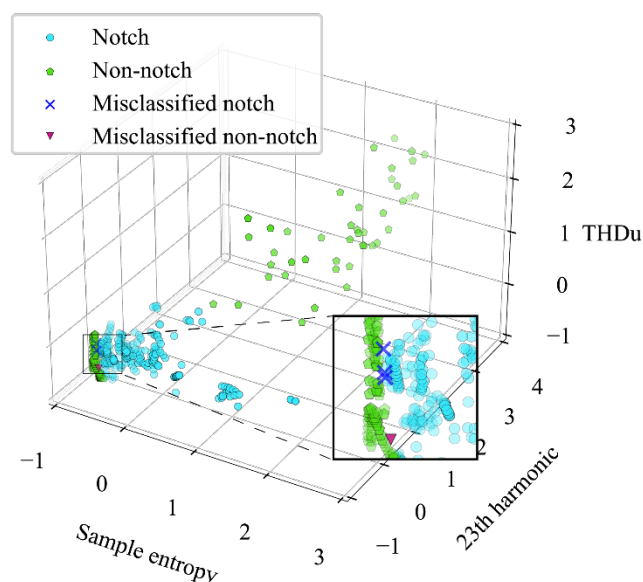 Notch
Non-notch
Misclassified notch
Misclassified non-notch
3
2
1
THDu
0
−1
4
3
2
1
0
−1
23th harmonic
−1
0
1
2
3
Sample entropy